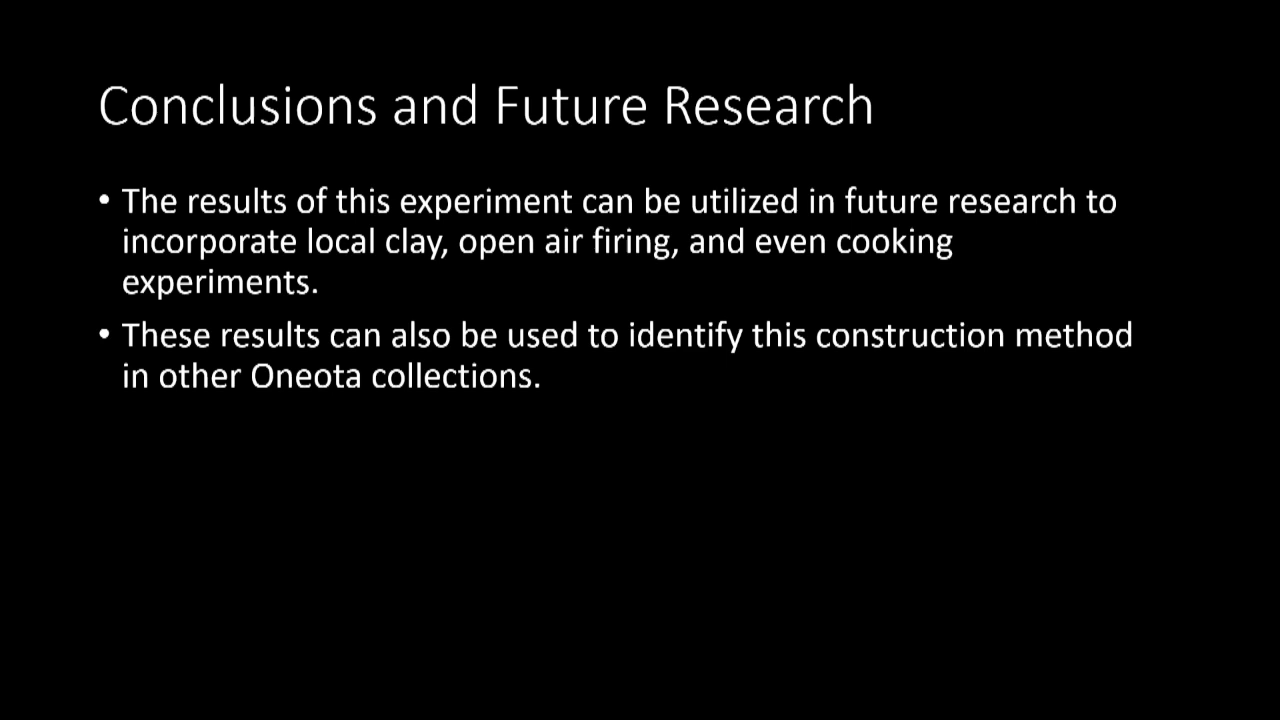 Conclusions and Future Research
• The results of this experiment can be utilized in future research to
incorporate local clay, open air firing, and even cooking
experiments.
• These results can also be used to identify this construction method
in other Oneota collections.